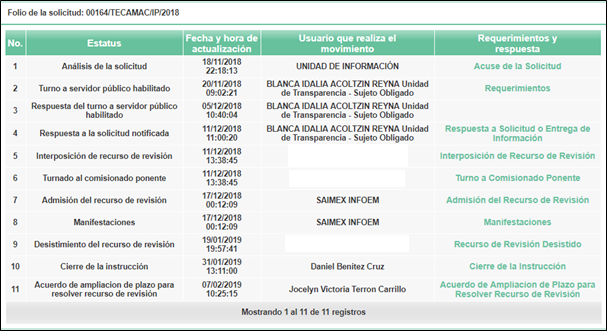 Folio de la solicitud: 00164/TECAMAC/IP/2018
No. Estatus Fecha y hora de actualización Usuario que realiza el movimiento Requerimientos y respuesta
1 Análisis de la solicitud 18/11/2018 22:18:13 UNIDAD DE INFORMACIÓN Acuse de la Solicitud
2 Turno a servidor público habilitado 20/11/2018 09:02:21 BLANCA IDALIA ACOLTZIN REYNA Unidad de Transparencia - Sujeto Obligado Requerimientos
3 Respuesta del turno a servidor público habilitado 05/12/2018 10:40:04 BLANCA IDALIA ACOLTZIN REYNA Unidad de Transparencia - Sujeto Obligado
4 Respuesta a la solicitud notificada 11/12/2018 11:00:20 BLANCA IDALIA ACOLTZIN REYNA Unidad de Transparencia - Sujeto Obligado Respuesta a Solicitud o Entrega de Información
5 Interposición de recurso de revisión 11/12/2018 13:38:45 Interposición de Recurso de Revisión
6 Turnado al comisionado ponente 11/12/2018 13:38:45 Turno a Comisionado Ponente
7 Admisión del recurso de revisión 17/12/2018 00:12:09 SAIMEX INFOEM Admisión del Recurso de Revisión
8 Manifestaciones 17/12/2018 00:12:09 SAIMEX INFOEM Manifestaciones
9 Desistimiento del recurso de revisión 19/01/2019 19:57:41 Recurso de Revisión Desistido
10 Cierre de la instrucción 31/01/2019 13:11:00 Daniel Benitez Cruz Cierre de la Instrucción
11 Acuerdo de ampliacion de plazo para resolver recurso de revisión 07/02/2019 10:25:15 Jocelyn Victoria Terron Carrillo Acuerdo de Ampliacion de Plazo para Resolver Recurso de Revisión
Mostrando 1 al 11 de 11 registros